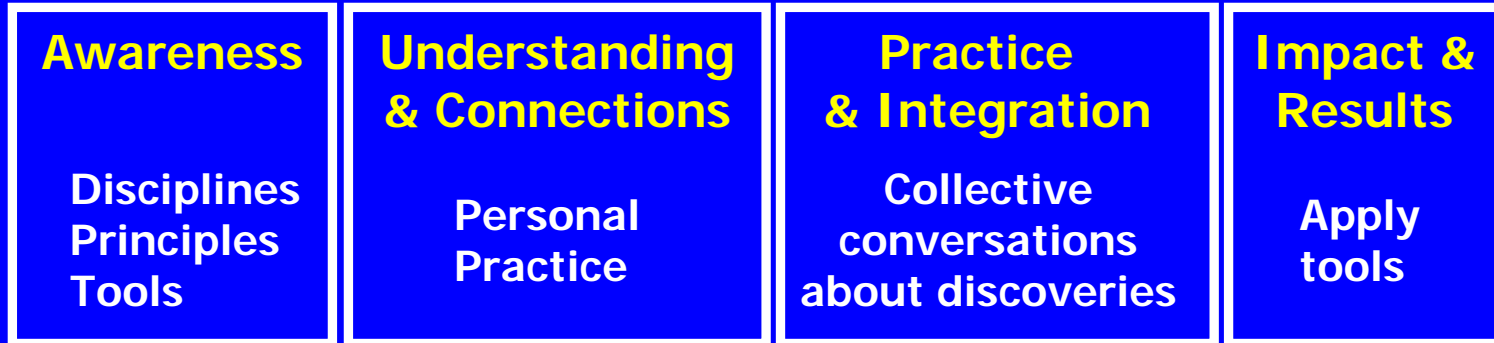 Awareness
Disciplines
Principles
Tools
Understanding
& Connections
Personal
Practice
Practice
& Integration
Collective
conversations
about discoveries
Impact &
Results
Apply
tools